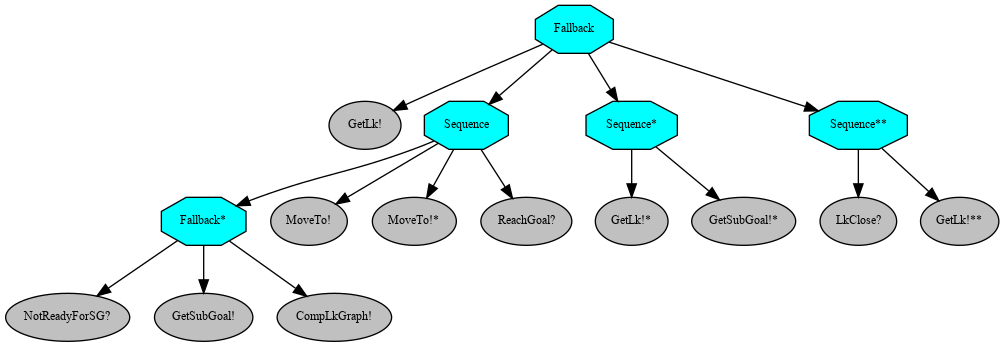 Fallback
GetLk!
Sequence
Sequence*
Sequence**
Fallback*
MoveTo!
MoveTo!*
ReachGoal?
GetLk!*
GetSubGoal!*
LkClose?
GetLk!**
NotReadyForSG?
GetSubGoal!
CompLkGraph!